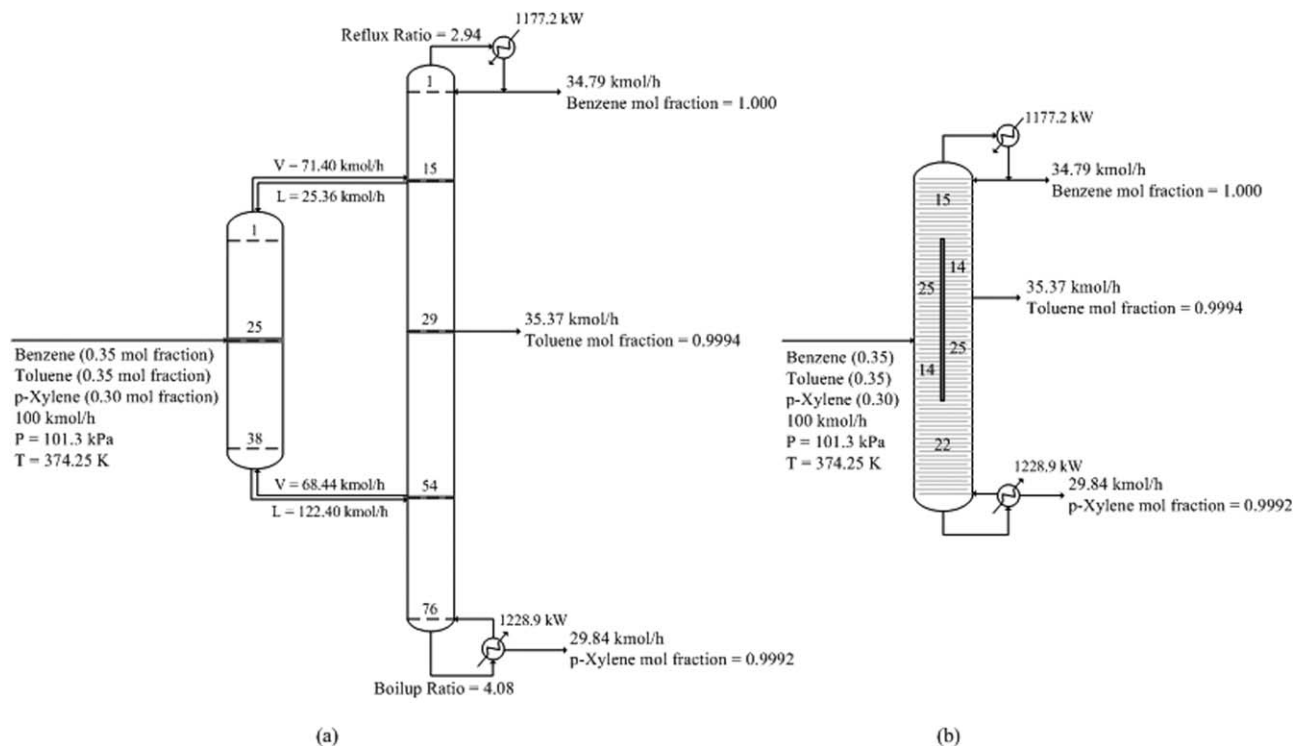 Reflux Ratio = 2.94
1177.2 kW
1
34.79 kmol/h
Benzene mol fraction = 1.000
V − 71.40 kmol/h
15
L = 25.36 kmol/h
1
25
29
35.37 kmol/h
Toluene mol fraction = 0.9994
Benzene (0.35 mol fraction)
Toluene (0.35 mol fraction)
p-Xylene (0.30 mol fraction)
100 kmol/h
P = 101.3 kPa
T = 374.25 K
38
V = 68.44 kmol/h
54
L = 122.40 kmol/h
76
1228.9 kW
29.84 kmol/h
p-Xylene mol fraction = 0.9992
Boilup Ratio = 4.08
(a)
1177.2 kW
34.79 kmol/h
Benzene mol fraction = 1.000
15
14
25
35.37 kmol/h
Toluene mol fraction = 0.9994
25
14
Benzene (0.35)
Toluene (0.35)
p-Xylene (0.30)
100 kmol/h
P = 101.3 kPa
T = 374.25 K
22
1228.9 kW
29.84 kmol/h
p-Xylene mol fraction = 0.9992
(b)